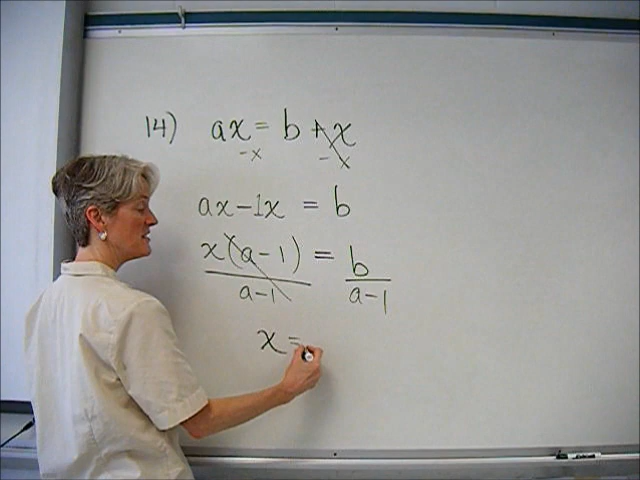 14) ax = b + x
-x -x
ax-1x = b
x(a-1) = b
a-1 a-1
x =